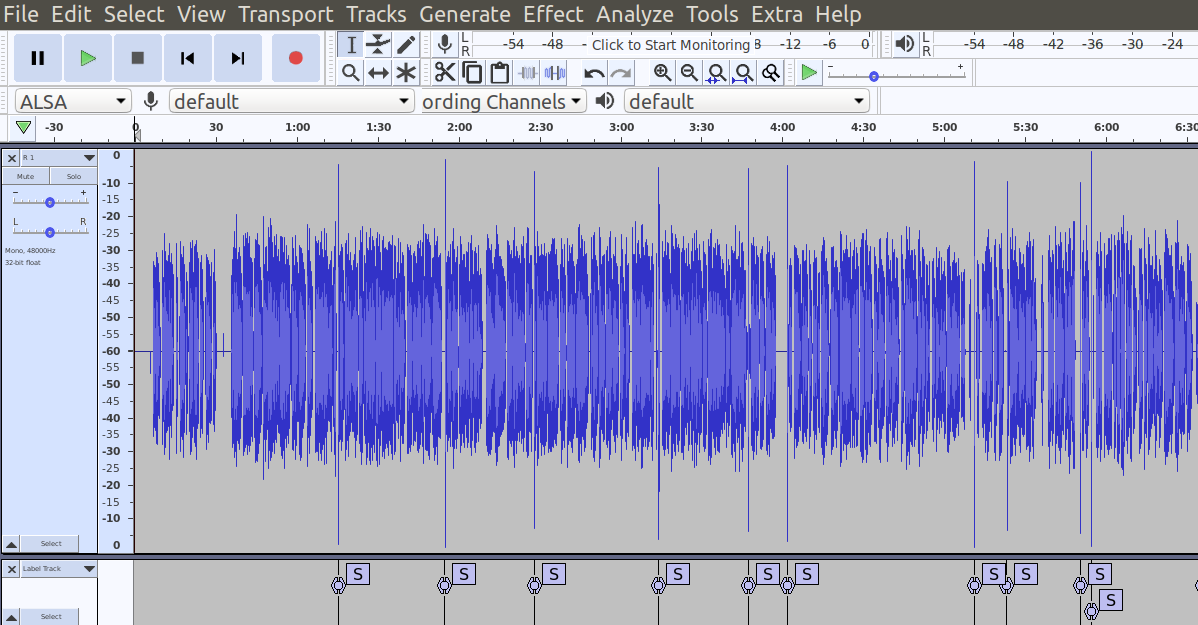 File Edit Select View Transport Tracks Generate Effect Analyze Tools Extra Help
L -54 -48 - Click to Start Monitoring 8 -12 -6 0 L -54 -48 -42 -36 -30 -24
R R
- +
ALSA default ording Channels default
-30 0 30 1:00 1:30 2:00 2:30 3:00 3:30 4:00 4:30 5:00 5:30 6:00 6:30
R 1
Mute Solo
- +
L R
Mono, 48000Hz
32-bit float
Select
0
-10
-15
-20
-25
-30
-35
-40
-45
-50
-55
-60
-55
-50
-45
-40
-35
-30
-25
-20
-15
-10
0
Label Track
S S S S S S S S S
S
Select